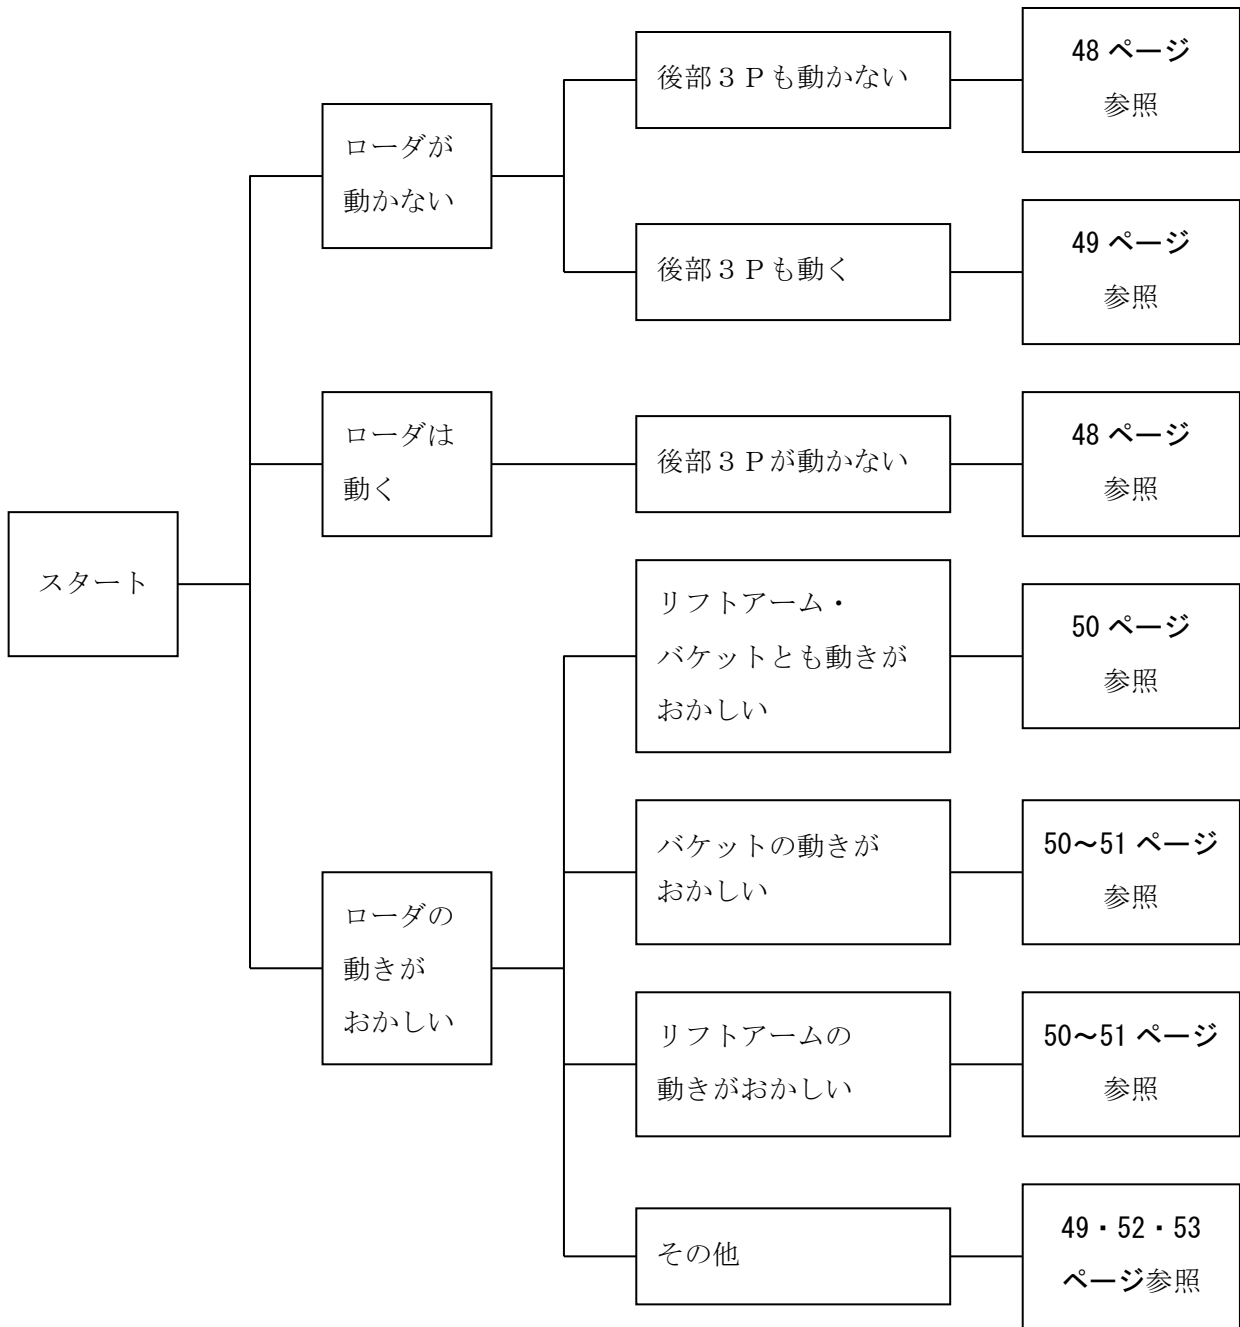 スタート
ローダが
動かない
後部３Ｐも動かない
48 ページ
参照
後部３Ｐも動く
49 ページ
参照
ローダは
動く
後部３Ｐが動かない
48 ページ
参照
ローダの
動きが
おかしい
リフトアーム・
バケットとも動きが
おかしい
50 ページ
参照
バケットの動きが
おかしい
50～51 ページ
参照
リフトアームの
動きがおかしい
50～51 ページ
参照
その他
49・52・53
ページ参照